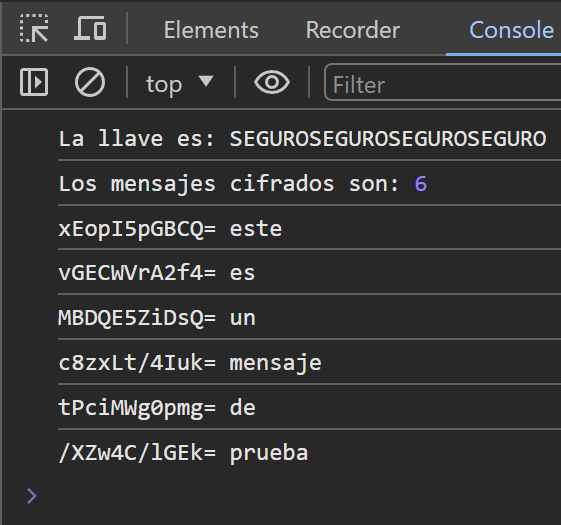 Elements Recorder Console
top Filter
La llave es: SEGUROSEGUROSEGUROSEGURO
Los mensajes cifrados son: 6
xEopI5pGBCQ= este
vGECWVrA2f4= es
MBDQE5ZiDsQ= un
c8zxLt/4Iuk= mensaje
tPciMWg0pmg= de
/XZw4C/lGEk= prueba